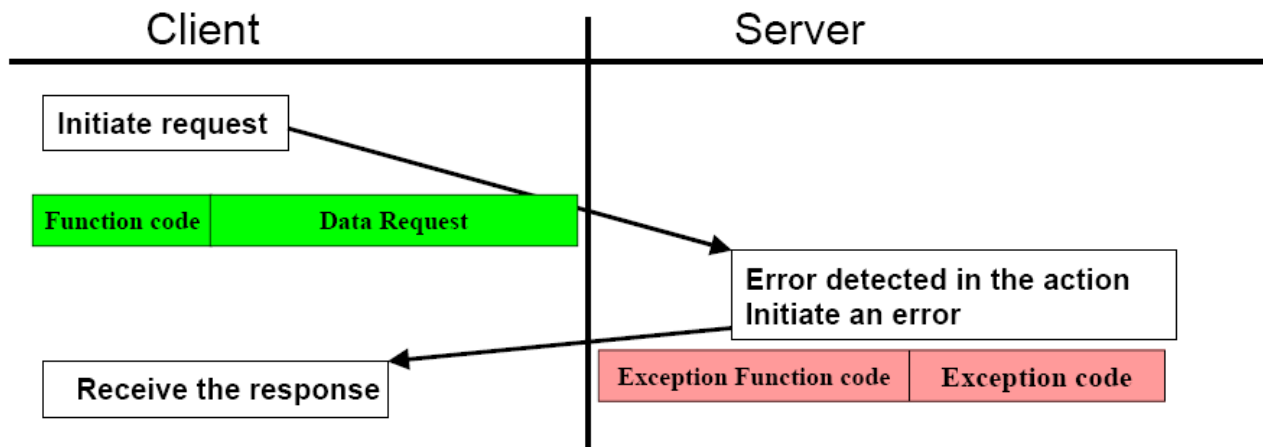 Client
Server
Initiate request
Function code
Data Request
Error detected in the action
Initiate an error
Receive the response
Exception Function code
Exception code